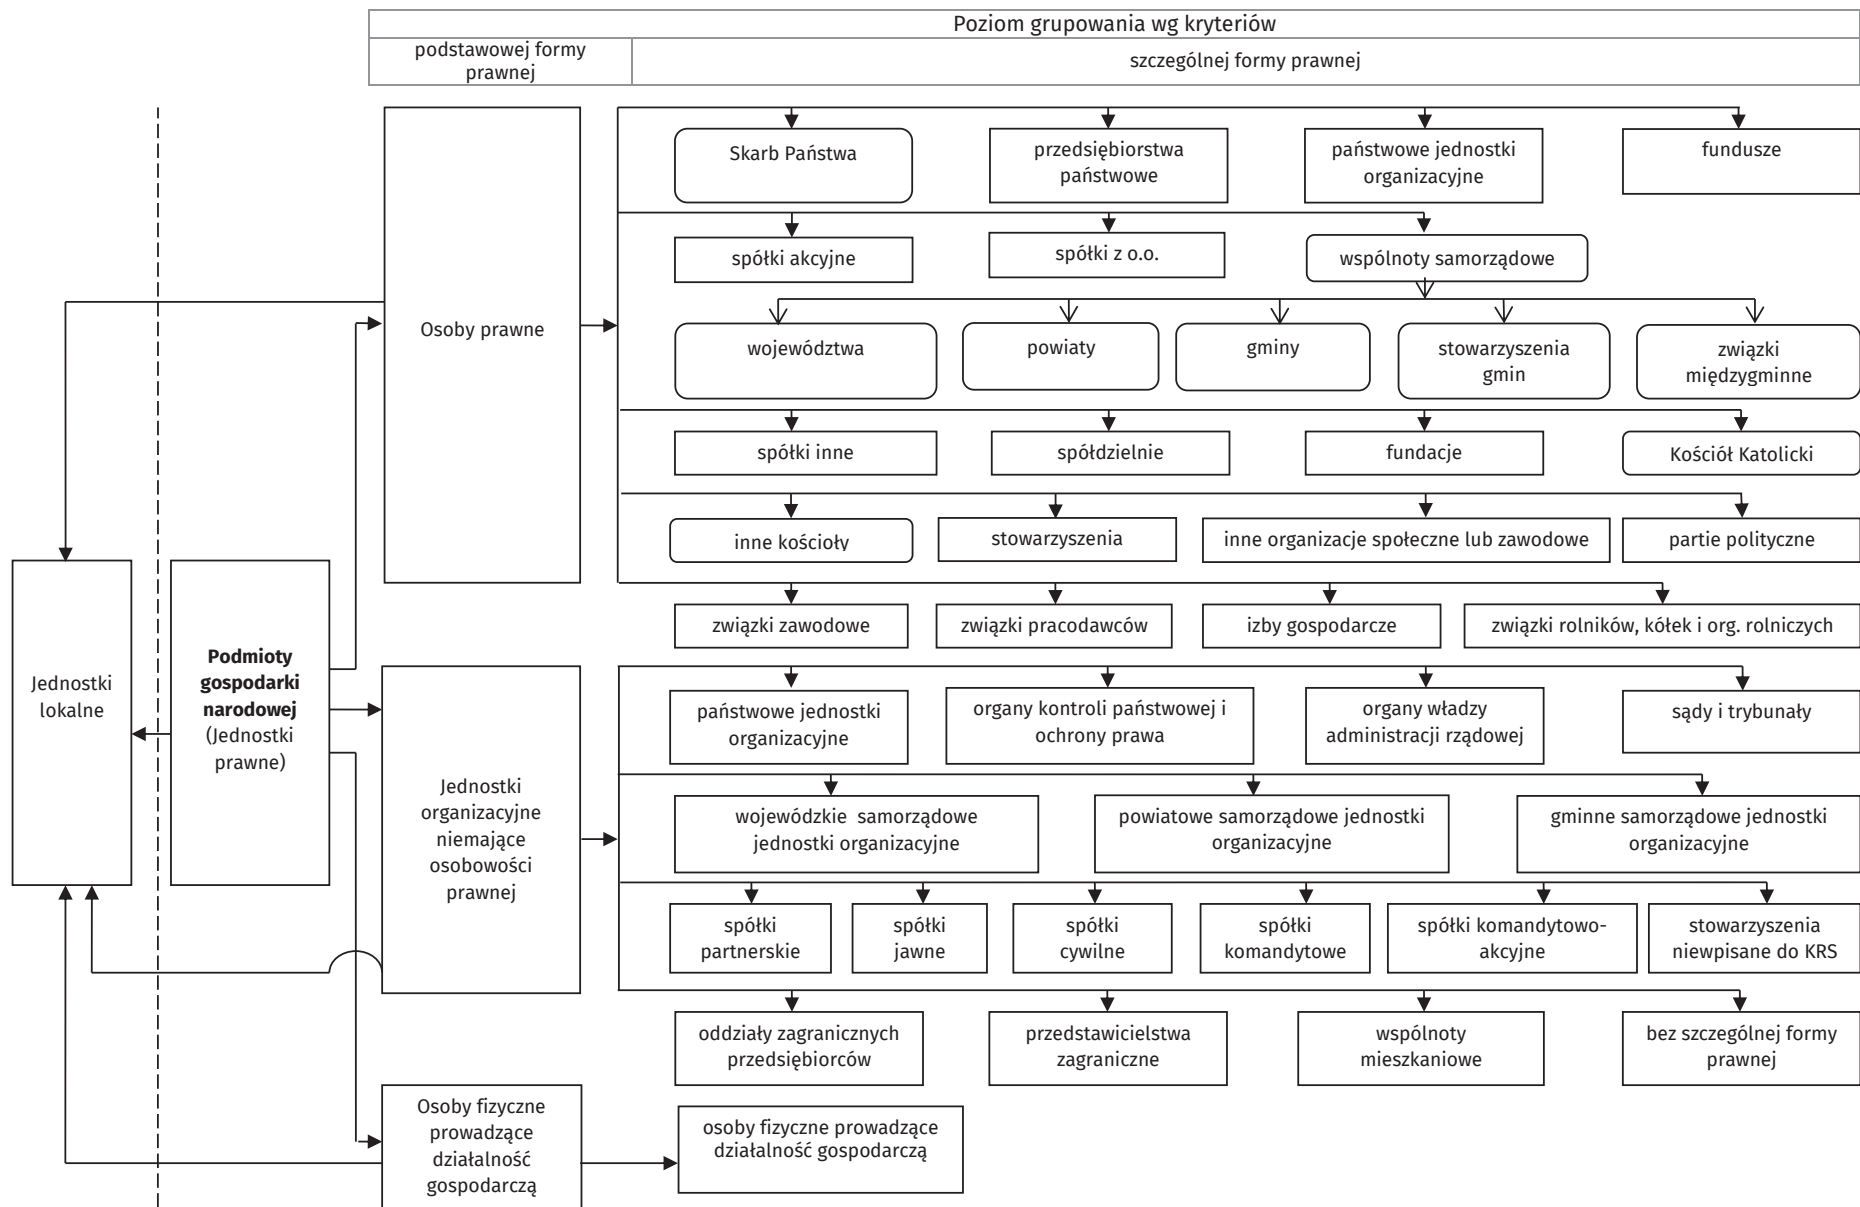 Poziom grupowania wg kryteriów
podstawowej formy
prawnej
szczególnej formy prawnej
Osoby prawne
Skarb Państwa
przedsiębiorstwa
państwowe
państwowe jednostki
organizacyjne
fundusze
spółki akcyjne
spółki z o.o.
wspólnoty samorządowe
województwa
powiaty
gminy
stowarzyszenia
gmin
związki
międzygminne
spółki inne
spółdzielnie
fundacje
Kościół Katolicki
inne kościoły
stowarzyszenia
inne organizacje społeczne lub zawodowe
partie polityczne
związki zawodowe
związki pracodawców
izby gospodarcze
związki rolników, kółek i org. rolniczych
Jednostki
lokalne
Podmioty
gospodarki
narodowej
(Jednostki
prawne)
Jednostki
organizacyjne
niemające
osobowości
prawnej
państwowe jednostki
organizacyjne
organy kontroli państwowej i
ochrony prawa
organy władzy
administracji rządowej
sądy i trybunały
wojewódzkie samorządowe
jednostki organizacyjne
powiatowe samorządowe jednostki
organizacyjne
gminne samorządowe jednostki
organizacyjne
spółki
partnerskie
spółki
jawne
spółki
cywilne
spółki
komandytowe
spółki komandytowo-
akcyjne
stowarzyszenia
niewpisane do KRS
oddziały zagranicznych
przedsiębiorców
przedstawicielstwa
zagraniczne
wspólnoty
mieszkaniowe
bez szczególnej formy
prawnej
Osoby fizyczne
prowadzące
działalność
gospodarczą
osoby fizyczne prowadzące
działalność gospodarczą